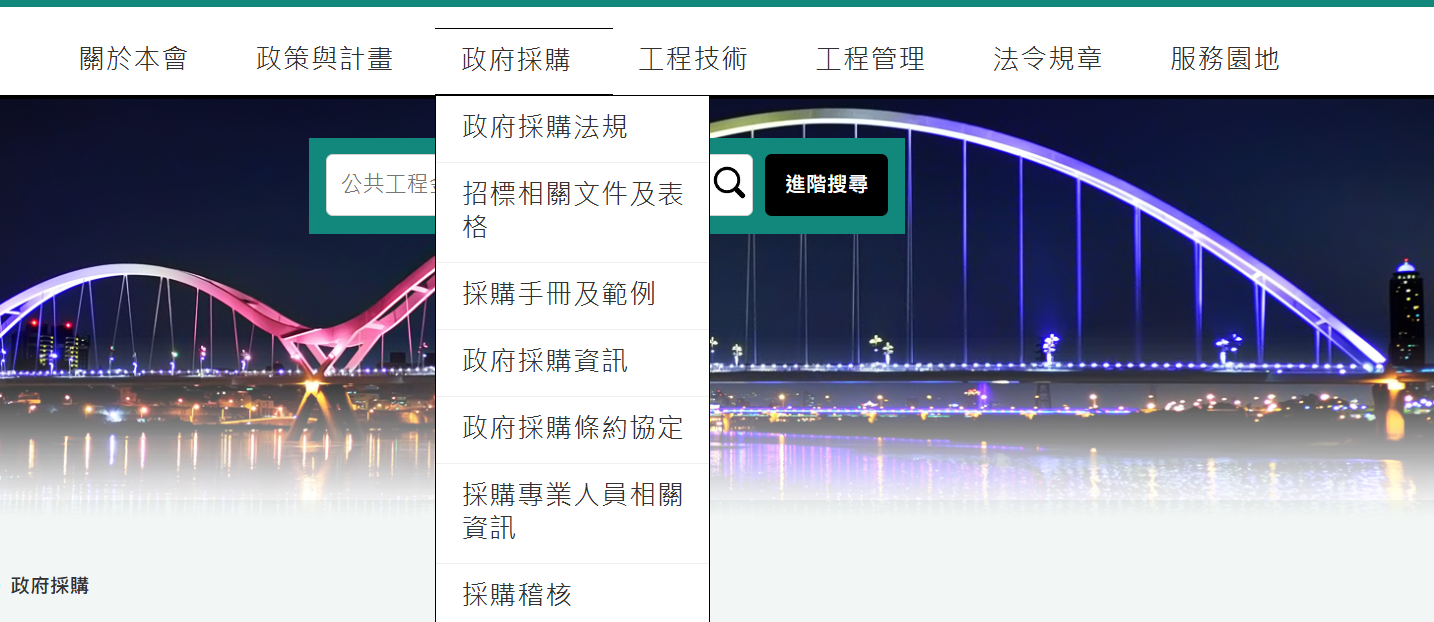 關於本會
政策與計畫
政府採購
工程技術
工程管理
法令規章
服務園地
政府採購法規
招標相關文件及表
格
採購手冊及範例
政府採購資訊
政府採購條約協定
採購專業人員相關
資訊
採購稽核
公共工程
進階搜尋
政府採購